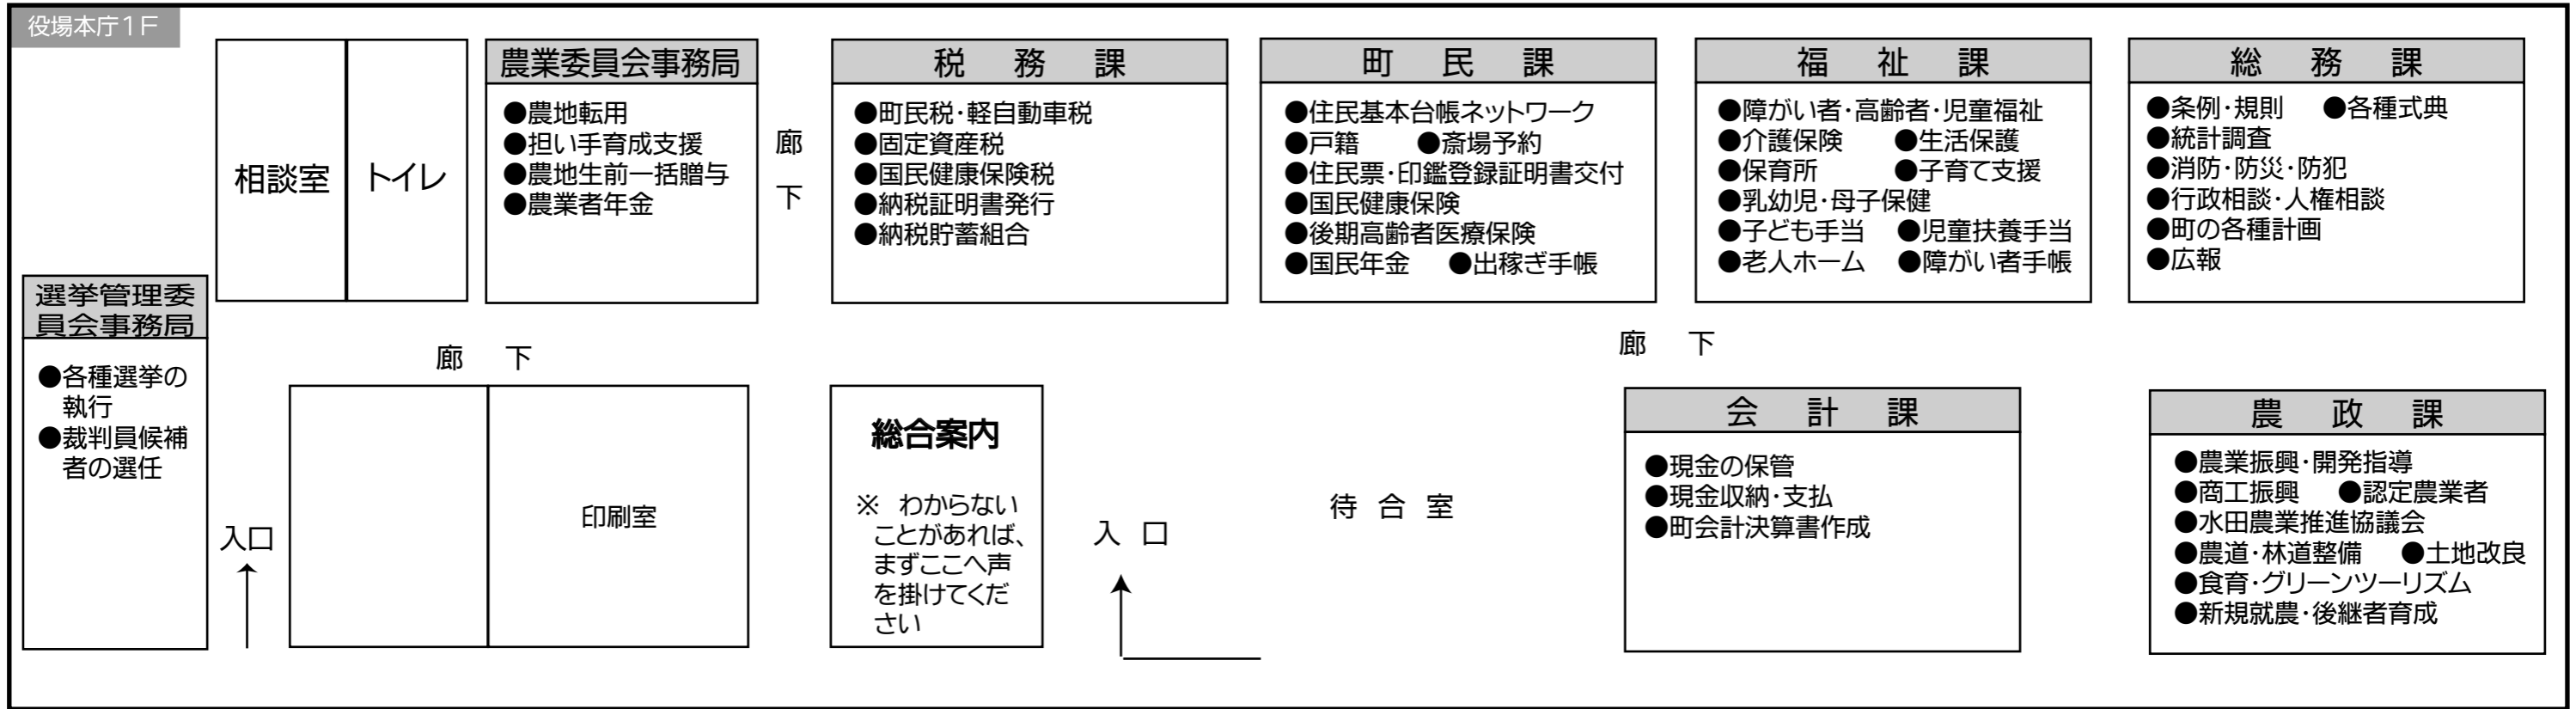 役場本庁1F
相談室
トイレ
農業委員会事務局
●農地転用
●担い手育成支援
●農地生前一括贈与
●農業者年金
廊下
税務課
●町民税・軽自動車税
●固定資産税
●国民健康保険税
●納税証明書発行
●納税貯蓄組合
町民課
●住民基本台帳ネットワーク
●戸籍 ●斎場予約
●住民票・印鑑登録証明書交付
●国民健康保険
●後期高齢者医療保険
●国民年金 ●出稼ぎ手帳
福祉課
●障がい者・高齢者・児童福祉
●介護保険 ●生活保護
●保育所 ●子育て支援
●乳幼児・母子保健
●子ども手当 ●児童扶養手当
●老人ホーム ●障がい者手帳
総務課
●条例・規則 ●各種式典
●統計調査
●消防・防災・防犯
●行政相談・人権相談
●町の各種計画
●広報
選挙管理委
員会事務局
●各種選挙の
執行
●裁判員候補
者の選任
廊下
廊下
入口
印刷室
総合案内
※ わからない
ことがあれば、
まずここへ声
を掛けてくだ
さい
入口
待合室
会計課
●現金の保管
●現金収納・支払
●町会計決算書作成
農政課
●農業振興・開発指導
●商工振興 ●認定農業者
●水田農業推進協議会
●農道・林道整備 ●土地改良
●食育・グリーンツーリズム
●新規就農・後継者育成